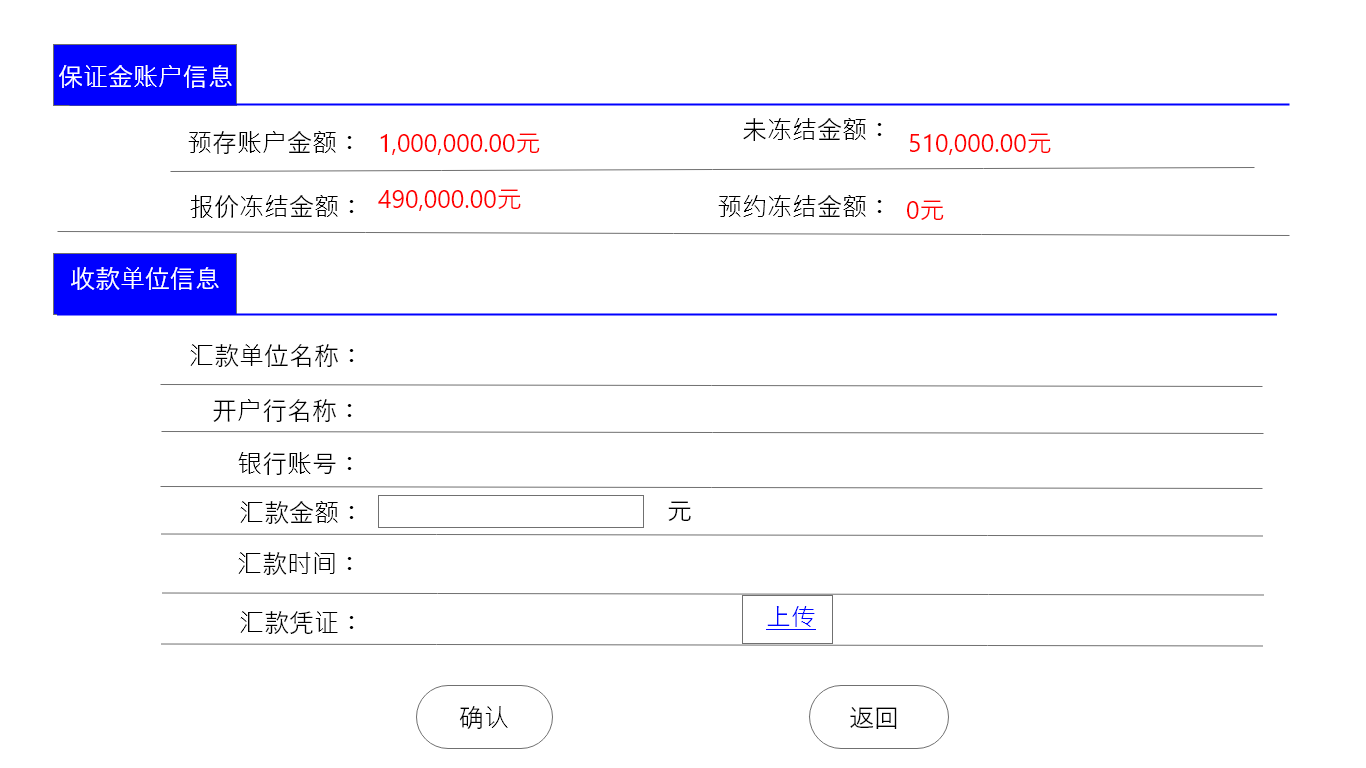 保证金账户信息
预存账户金额： 1,000,000.00元 未冻结金额： 510,000.00元
报价冻结金额： 490,000.00元 预约冻结金额： 0元
收款单位信息
汇款单位名称：
开户行名称：
银行账号：
汇款金额： 元
汇款时间：
汇款凭证： 上传
确认 返回